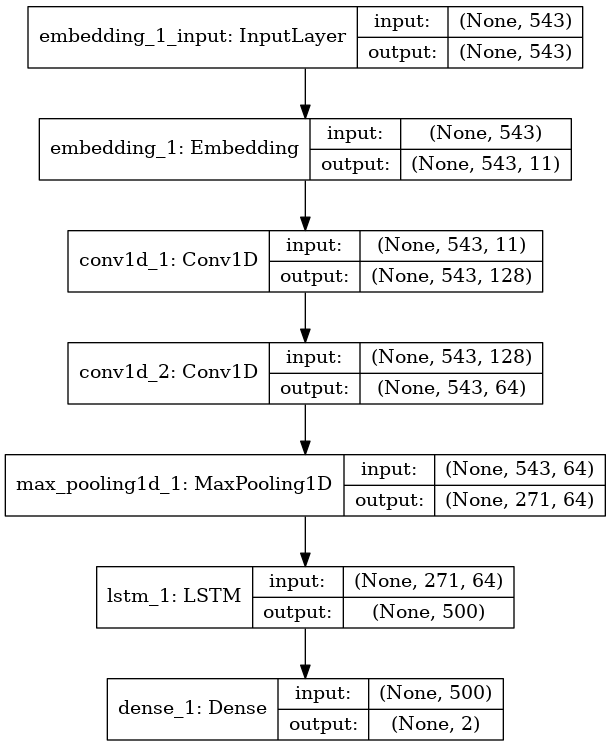 embedding_1_input: InputLayer
input: (None, 543)
output: (None, 543)
embedding_1: Embedding
input: (None, 543)
output: (None, 543, 11)
conv1d_1: Conv1D
input: (None, 543, 11)
output: (None, 543, 128)
conv1d_2: Conv1D
input: (None, 543, 128)
output: (None, 543, 64)
max_pooling1d_1: MaxPooling1D
input: (None, 543, 64)
output: (None, 271, 64)
lstm_1: LSTM
input: (None, 271, 64)
output: (None, 500)
dense_1: Dense
input: (None, 500)
output: (None, 2)